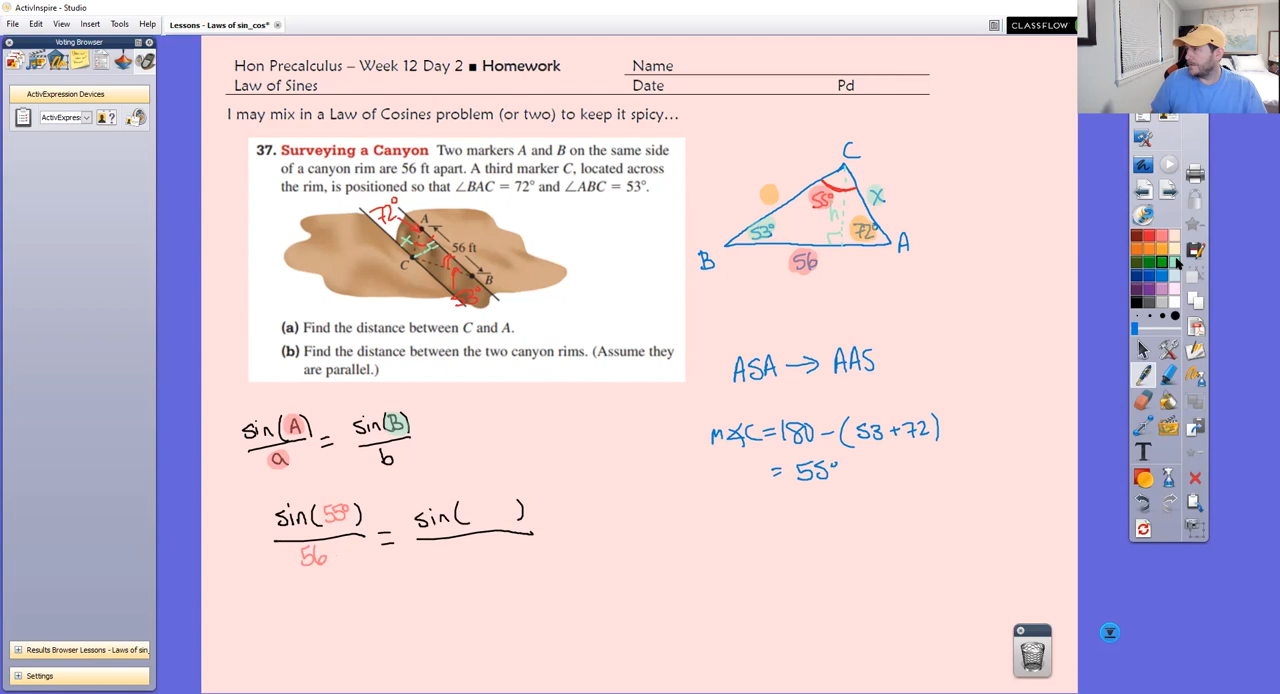 ActivInspire - Studio
File Edit View Insert Tools Help
Lessons - Laws of sin_cos*
CLASSFLOW
Voting Browser
ActivExpression Devices
ActivExpress
Results Browser Lessons - Laws of sin_
Settings
Hon Precalculus – Week 12 Day 2 ■ Homework
Name
Law of Sines
Date Pd
I may mix in a Law of Cosines problem (or two) to keep it spicy…
37. Surveying a Canyon Two markers A and B on the same side
of a canyon rim are 56 ft apart. A third marker C, located across
the rim, is positioned so that ∠BAC = 72° and ∠ABC = 53°.
72°
A
x
56 ft
C
B
53°
(a) Find the distance between C and A.
(b) Find the distance between the two canyon rims. (Assume they
are parallel.)
C
55°
x
h
53°
72°
B
A
56
ASA → AAS
m∡C = 180 − (53 + 72)
= 55°
sin(A)/a = sin(B)/b
sin(55°)/56 = sin( )
T